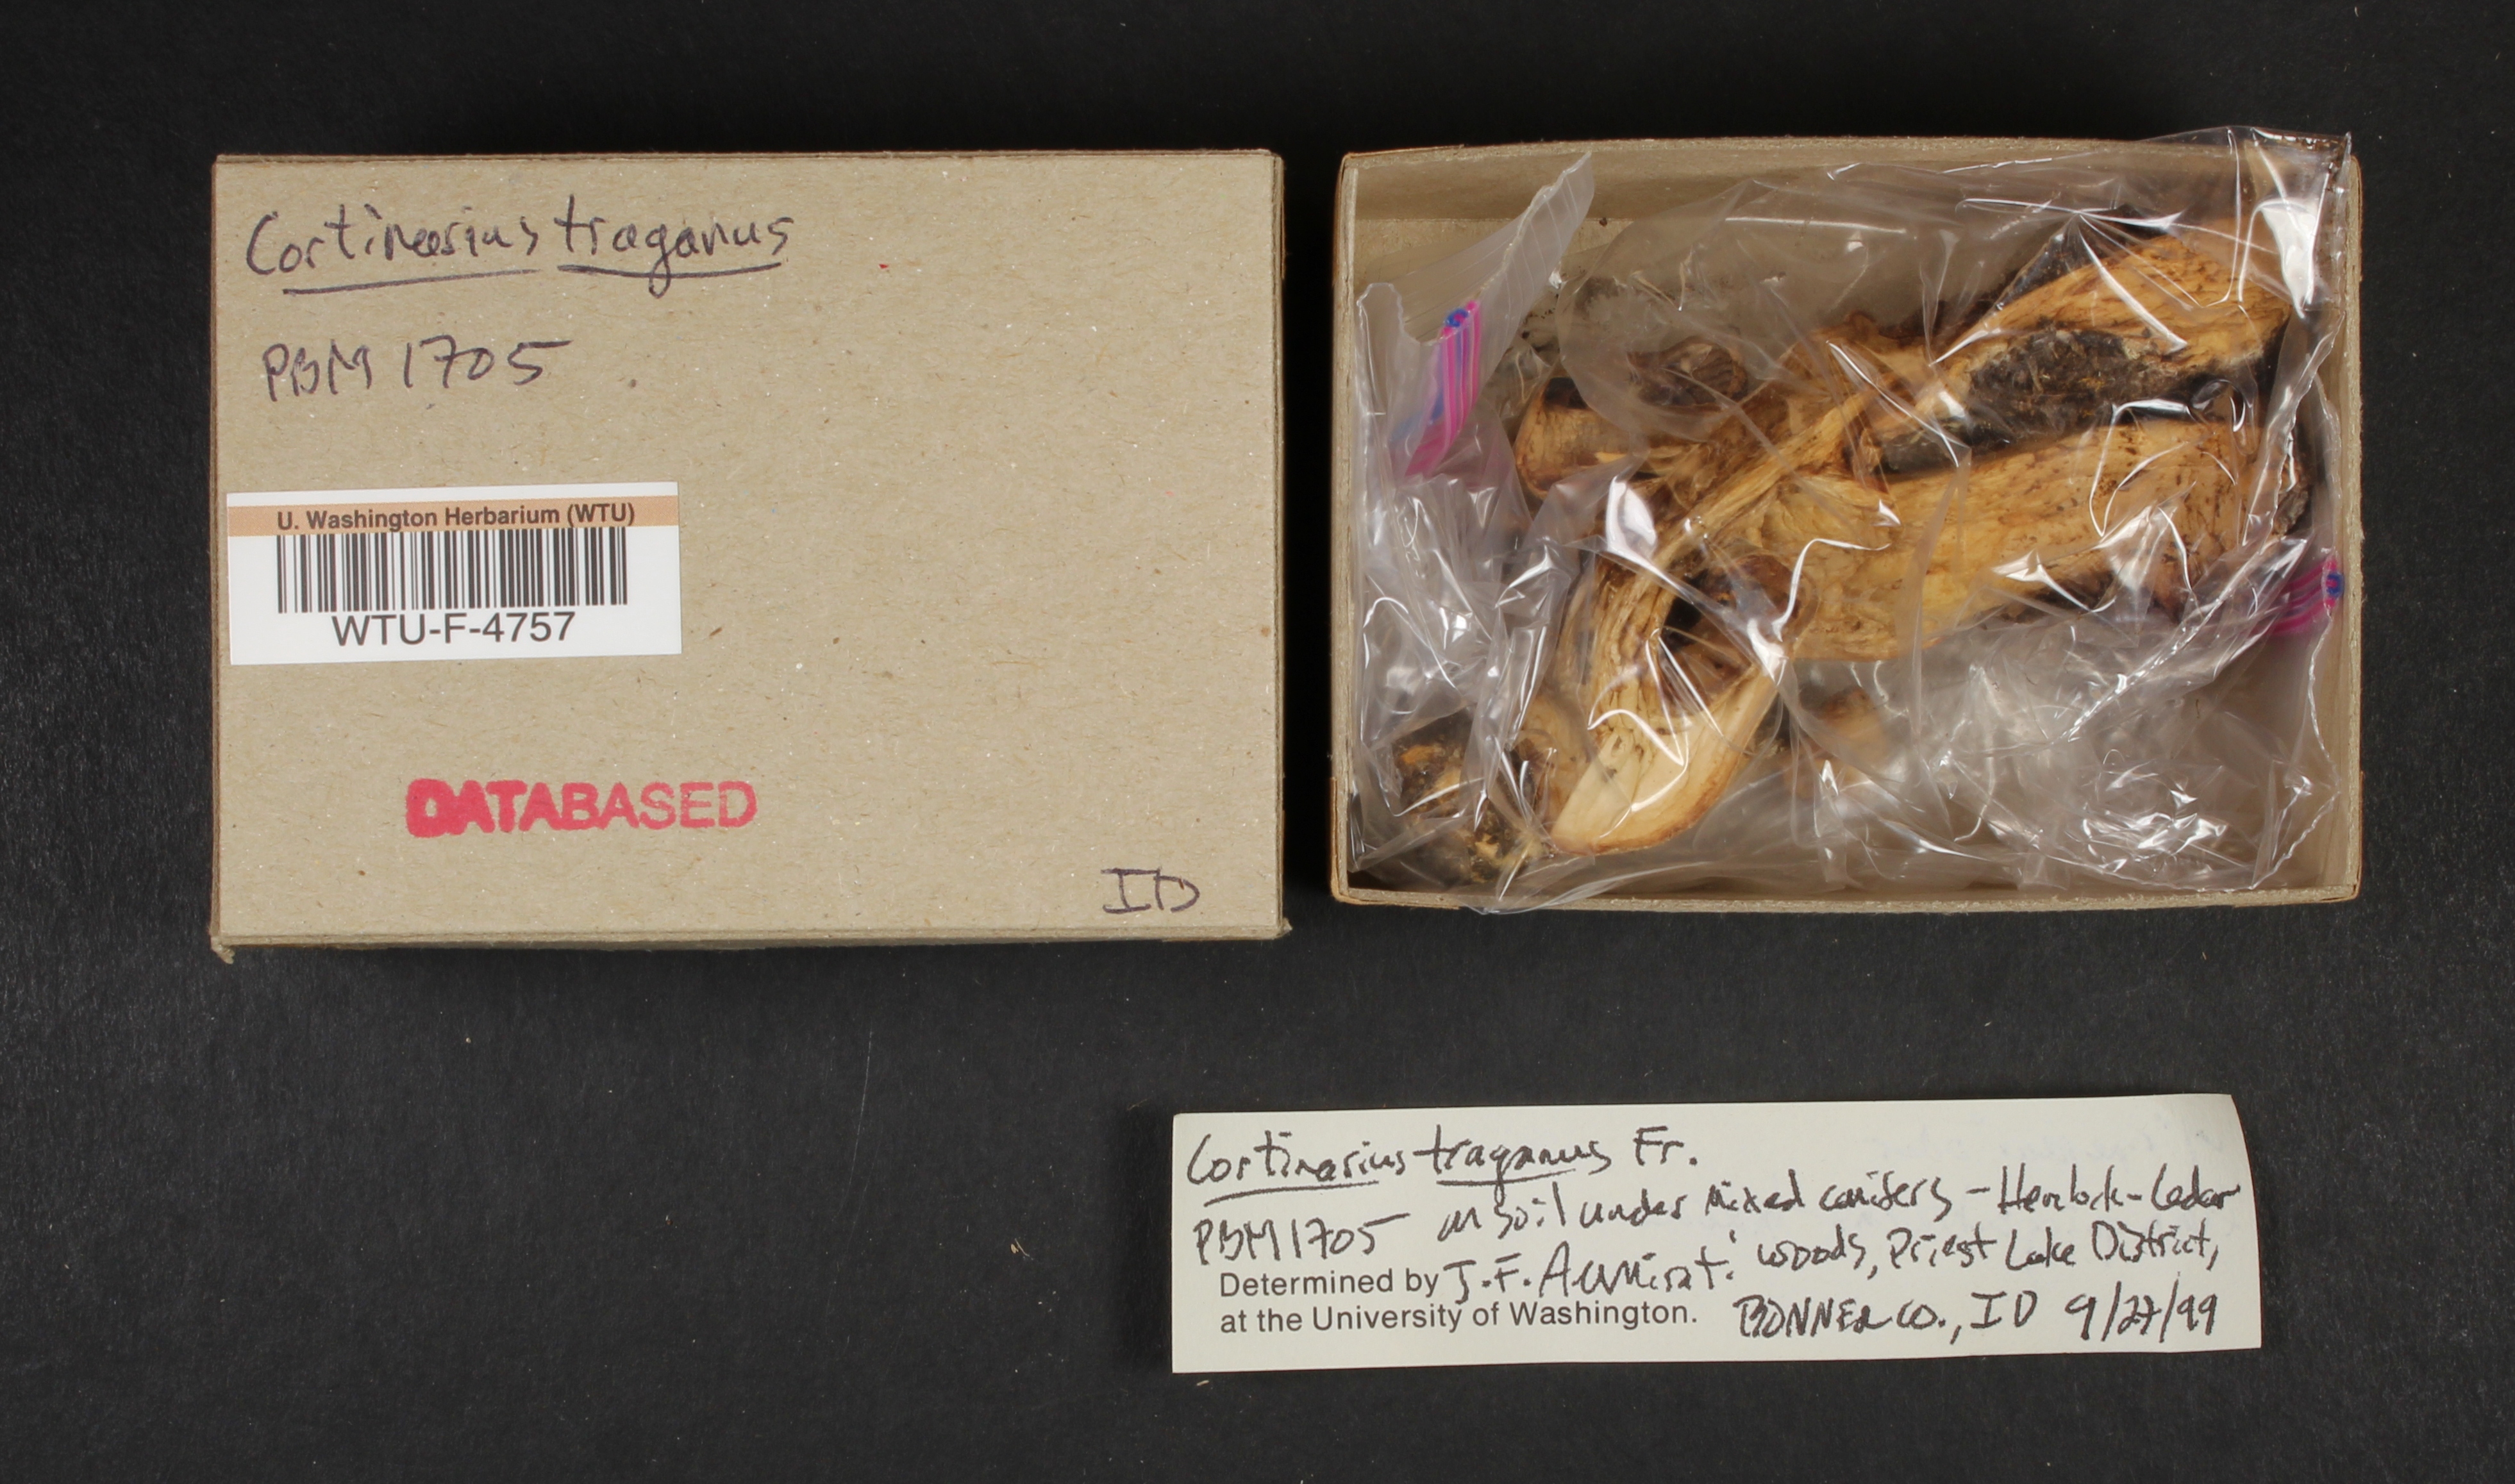 Cortinarius traganus
PBM 1705
U. Washington Herbarium (WTU)
WTU-F-4757
DATABASED
ID
Cortinarius traganus Fr.
PBM1705 on soil under mixed conifers - Hemlock-Cedar
woods, Priest Lake District,
Determined by J.F. Ammirati
at the University of Washington. BONNER CO., ID 9/27/99